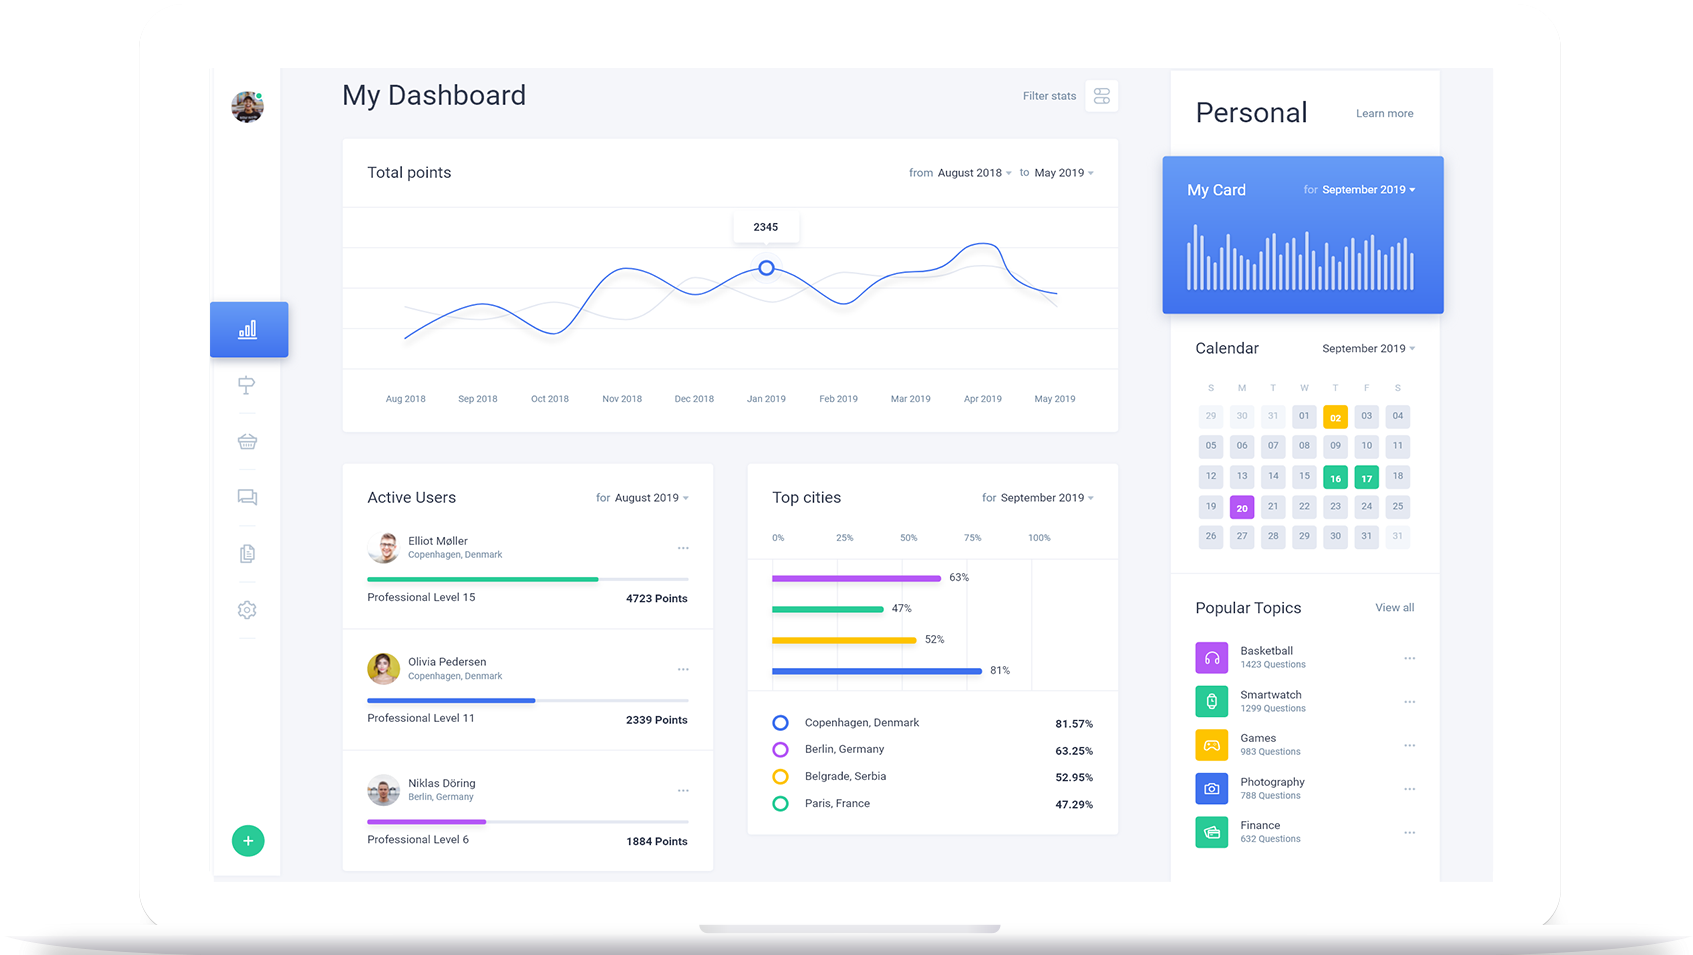 My Dashboard
Filter stats
Total points
from August 2018 to May 2019
2345
Aug 2018 Sep 2018 Oct 2018 Nov 2018 Dec 2018 Jan 2019 Feb 2019 Mar 2019 Apr 2019 May 2019
Active Users
for August 2019
Elliot Møller
Copenhagen, Denmark
Professional Level 15
4723 Points
Olivia Pedersen
Copenhagen, Denmark
Professional Level 11
2339 Points
Niklas Döring
Berlin, Germany
Professional Level 6
1884 Points
Top cities
for September 2019
0% 25% 50% 75% 100%
63%
47%
52%
81%
Copenhagen, Denmark 81.57%
Berlin, Germany 63.25%
Belgrade, Serbia 52.95%
Paris, France 47.29%
Personal
Learn more
My Card
for September 2019
Calendar
September 2019
S M T W T F S
29 30 31 01 02 03 04
05 06 07 08 09 10 11
12 13 14 15 16 17 18
19 20 21 22 23 24 25
26 27 28 29 30 31 31
Popular Topics
View all
Basketball
1423 Questions
Smartwatch
1299 Questions
Games
983 Questions
Photography
788 Questions
Finance
632 Questions